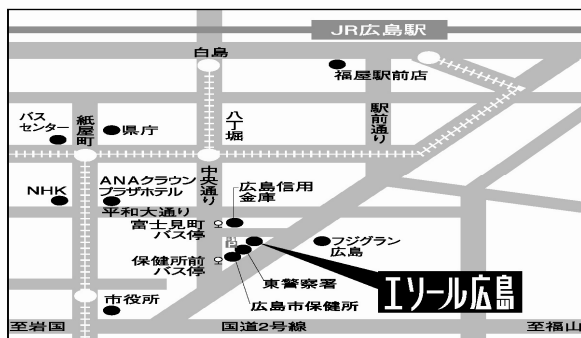 JR広島駅
白島
福屋駅前店
バス
センター
紙屋町
県庁
八丁堀
駅前通り
NHK
ANAクラウン
プラザホテル
中央通り
広島信用
金庫
平和大通り
富士見町
バス停
フジグラン
広島
保健所前
バス停
東警察署
エソール広島
市役所
広島市保健所
至岩国
国道2号線
至福山